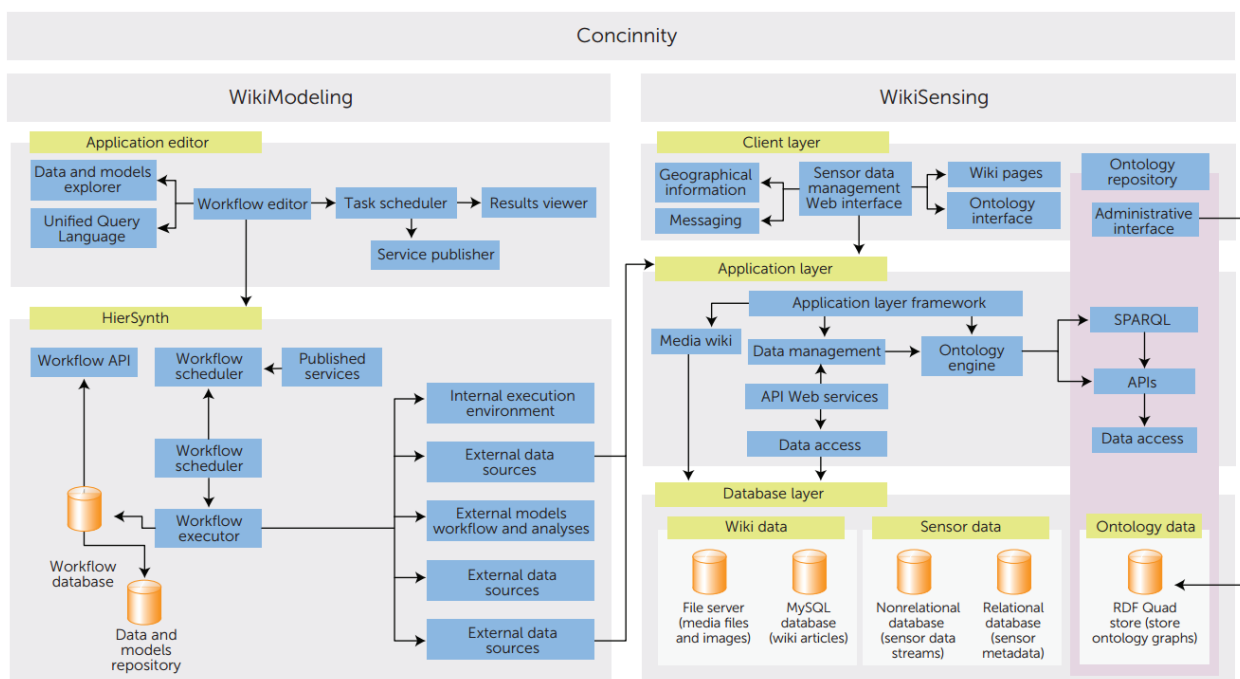 Concinnity
WikiModeling
Application editor
Data and models
explorer
Unified Query
Language
Workflow editor
Task scheduler
Results viewer
Service publisher
HierSynth
Workflow API
Workflow
scheduler
Published
services
Workflow
scheduler
Workflow
executor
Workflow
database
Data and
models
repository
Internal execution
environment
External data
sources
External models
workflow and analyses
External data
sources
External data
sources
WikiSensing
Client layer
Geographical
information
Messaging
Sensor data
management
Web interface
Wiki pages
Ontology
interface
Ontology
repository
Administrative
interface
Application layer
Application layer framework
Media wiki
Data management
Ontology
engine
API Web services
Data access
SPARQL
APIs
Data access
Database layer
Wiki data
File server
(media files
and images)
MySQL
database
(wiki articles)
Sensor data
Nonrelational
database
(sensor data
streams)
Relational
database
(sensor
metadata)
Ontology data
RDF Quad
store (store
ontology graphs)